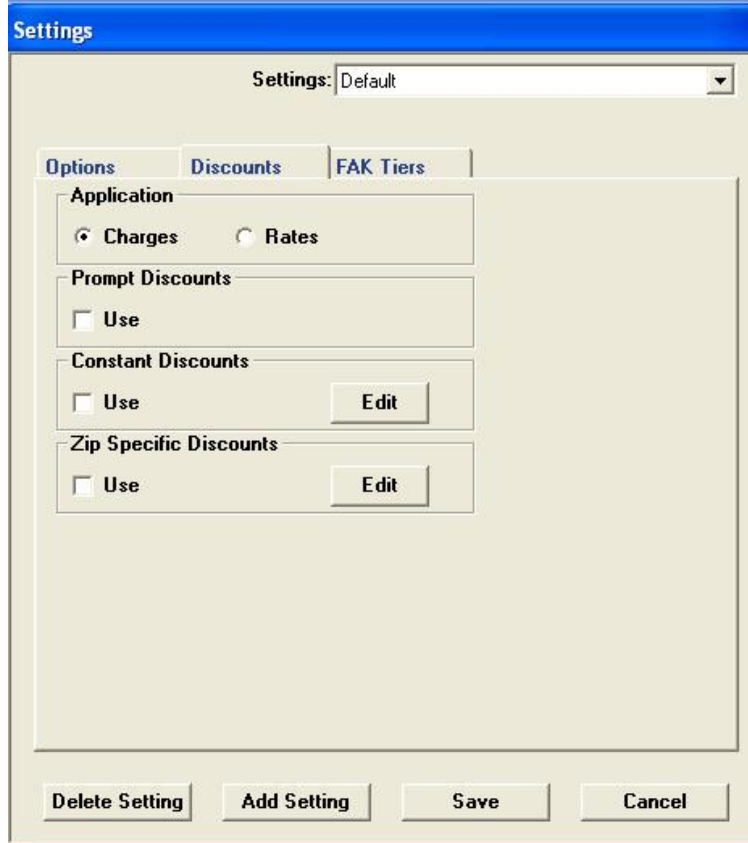 Settings
Settings: Default
Options Discounts FAK Tiers
Application
Charges Rates
Prompt Discounts
Use
Constant Discounts
Use Edit
Zip Specific Discounts
Use Edit
Delete Setting Add Setting Save Cancel